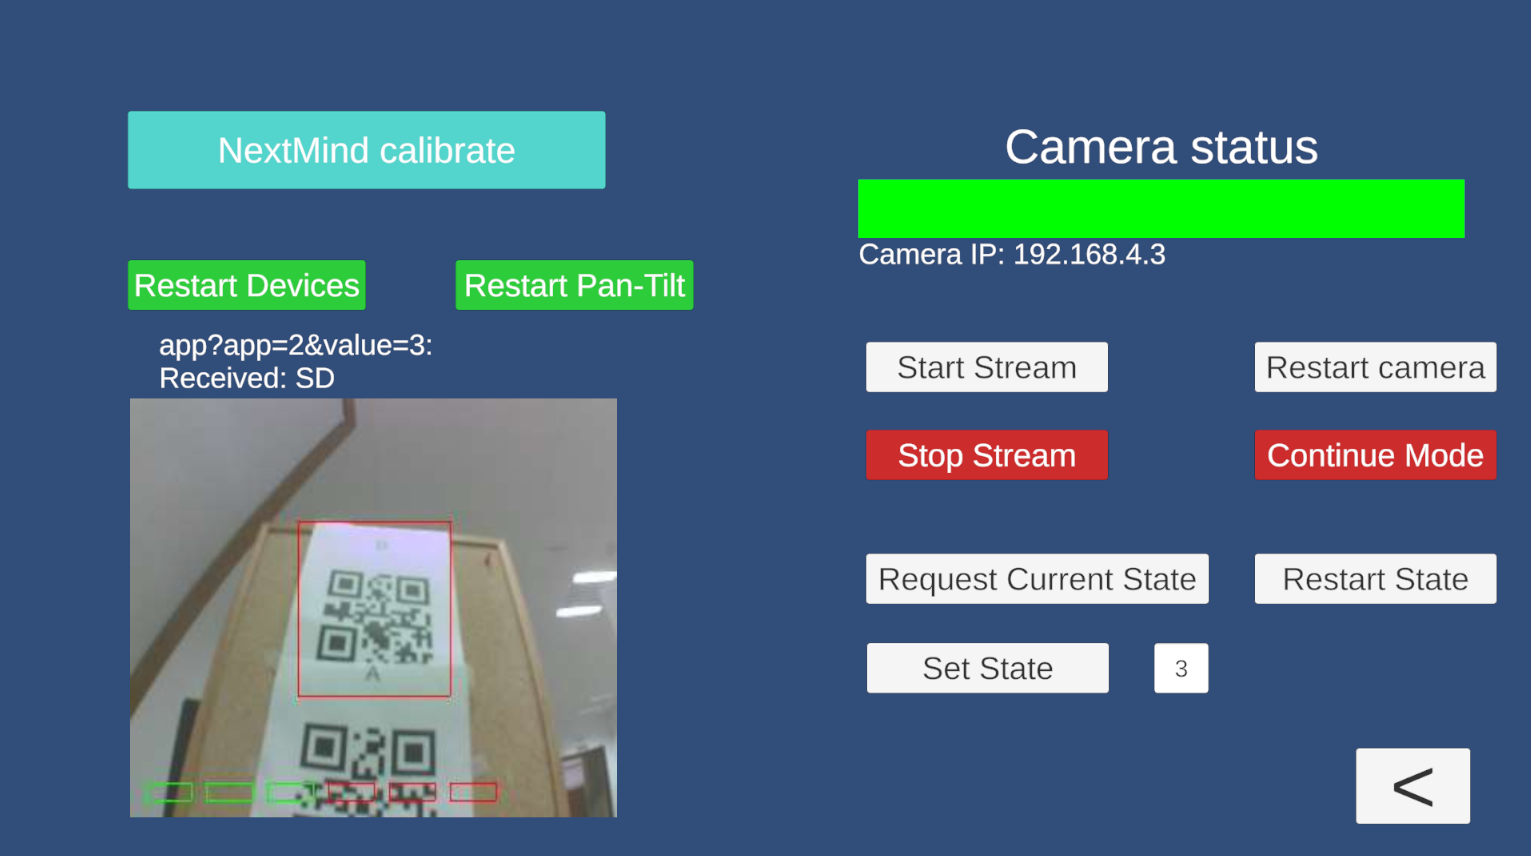 NextMind calibrate
Restart Devices
Restart Pan-Tilt
app?app=2&value=3:
Received: SD
A
Camera status
Camera IP: 192.168.4.3
Start Stream
Restart camera
Stop Stream
Continue Mode
Request Current State
Restart State
Set State
3
<